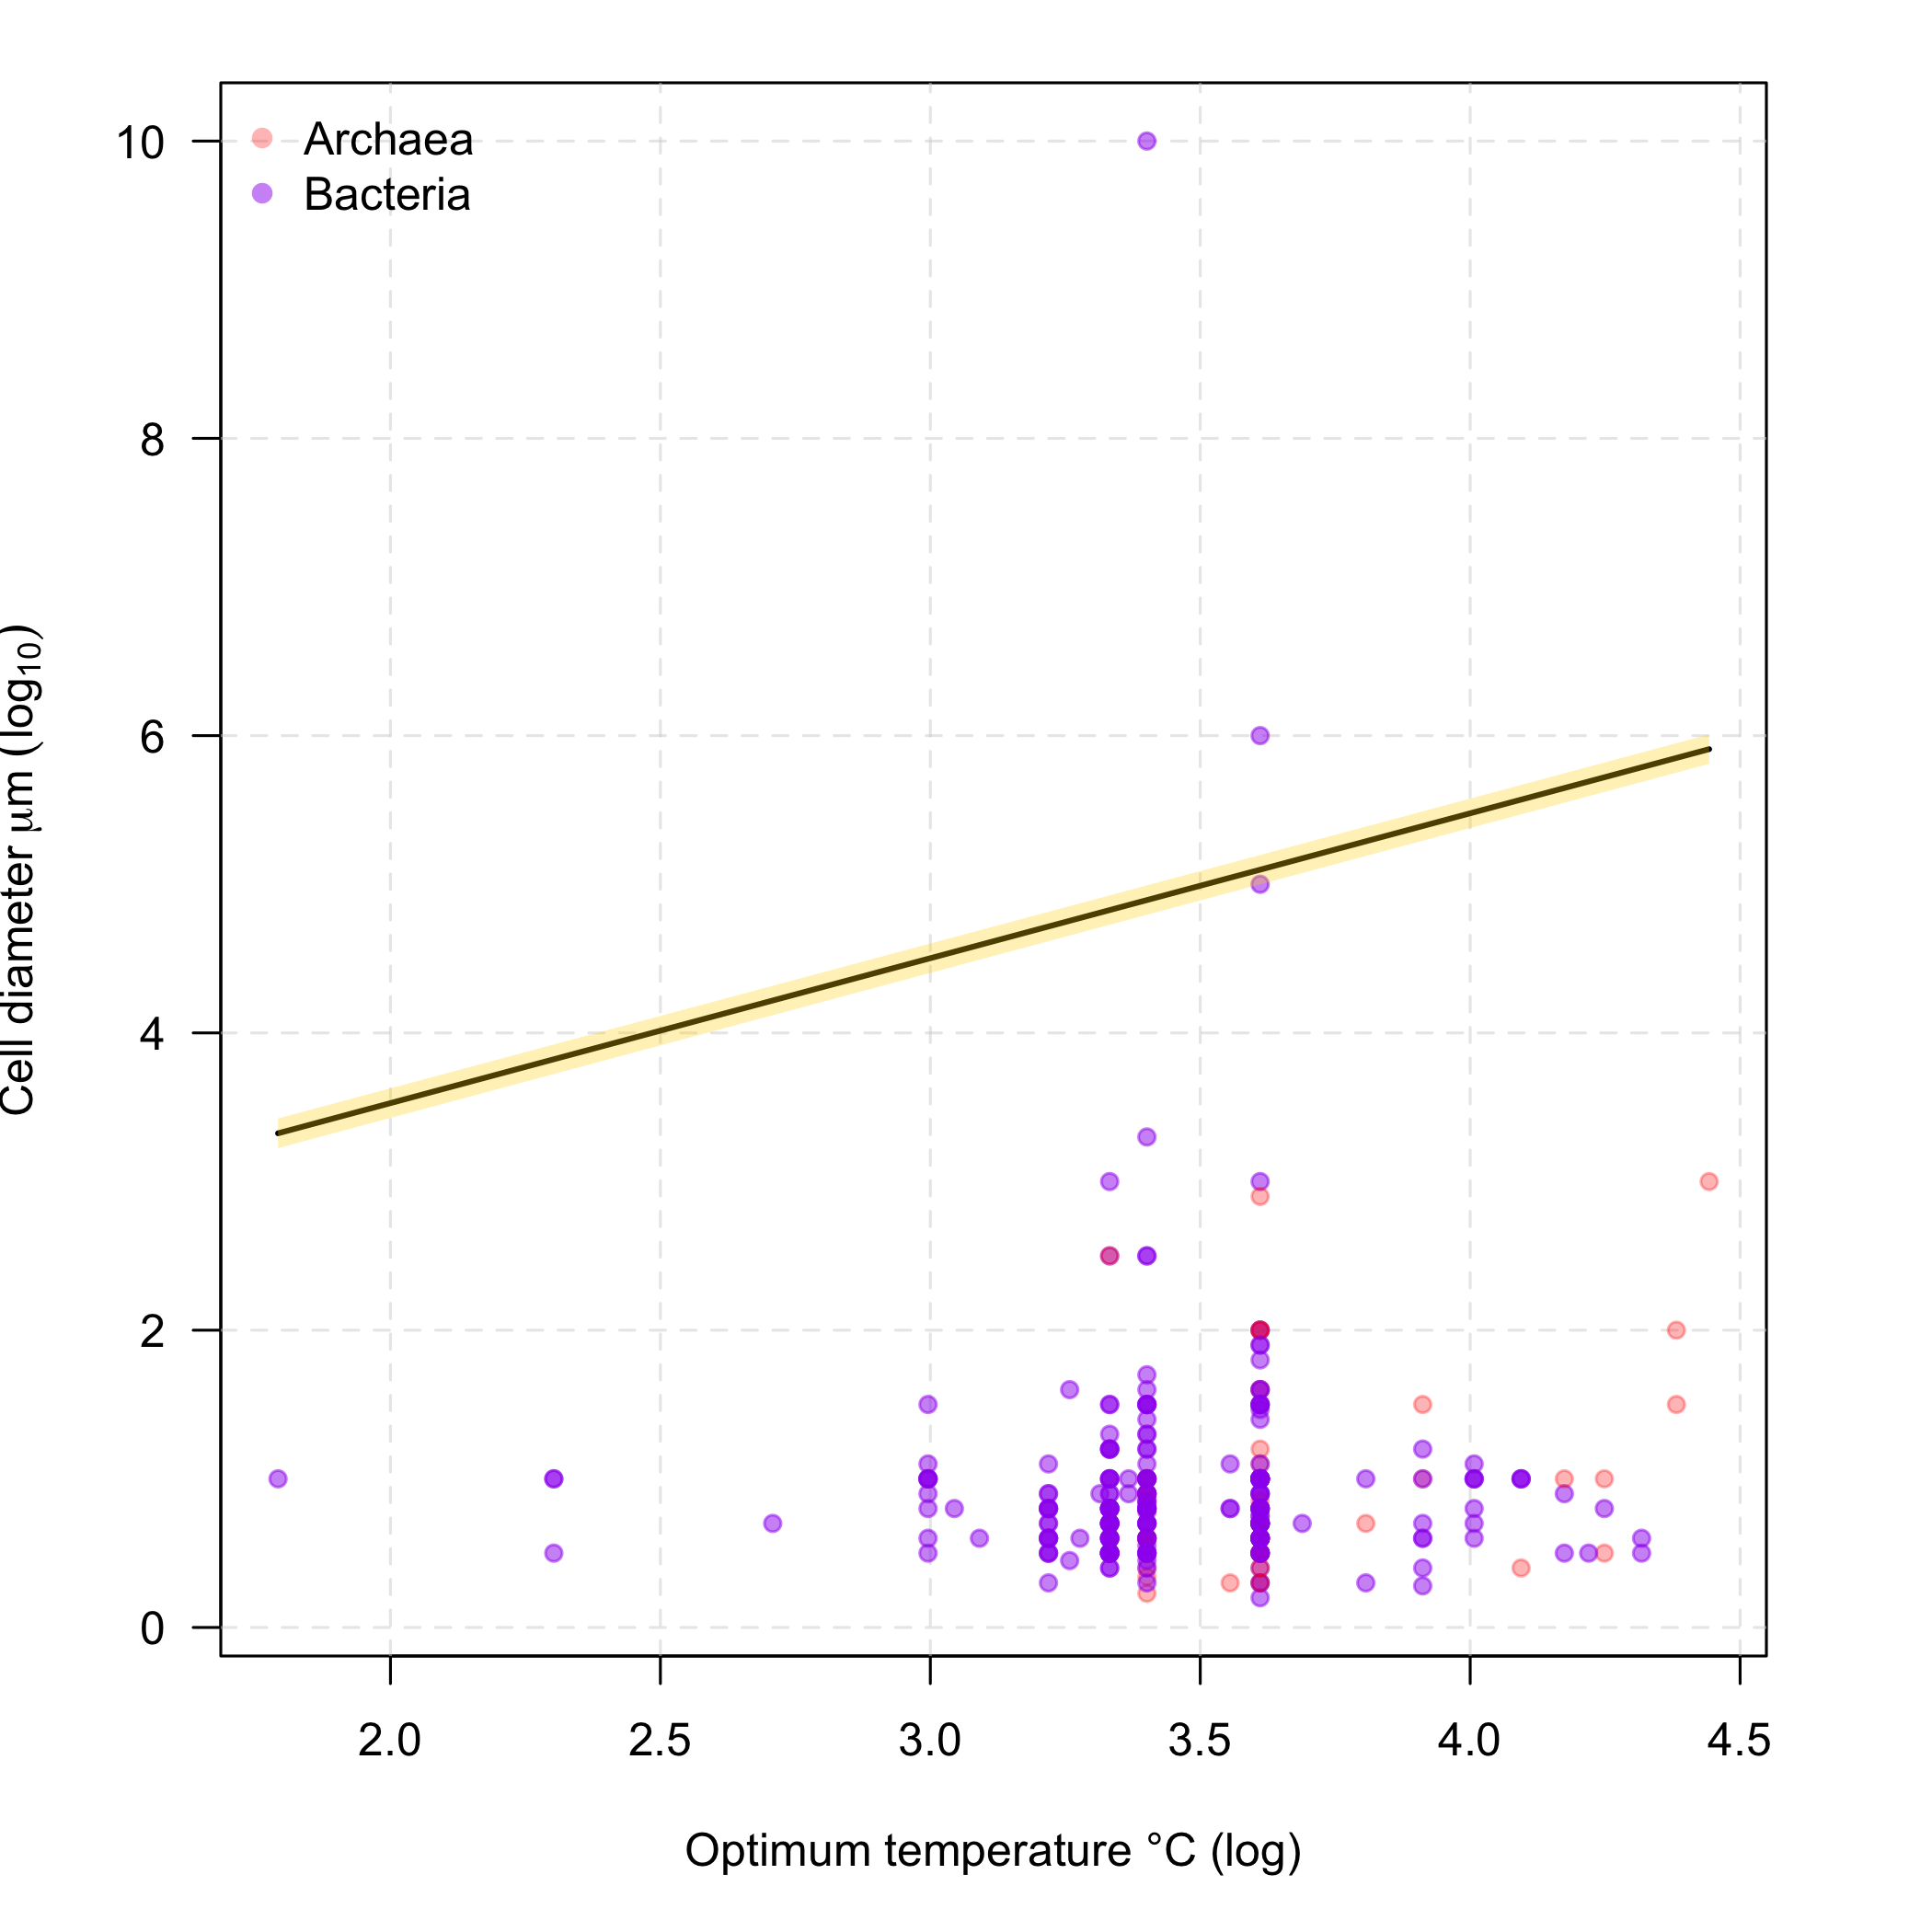 Archaea
Bacteria
10
8
6
4
2
0
Cell diameter µm (log₁₀)
2.0 2.5 3.0 3.5 4.0 4.5
Optimum temperature °C (log)